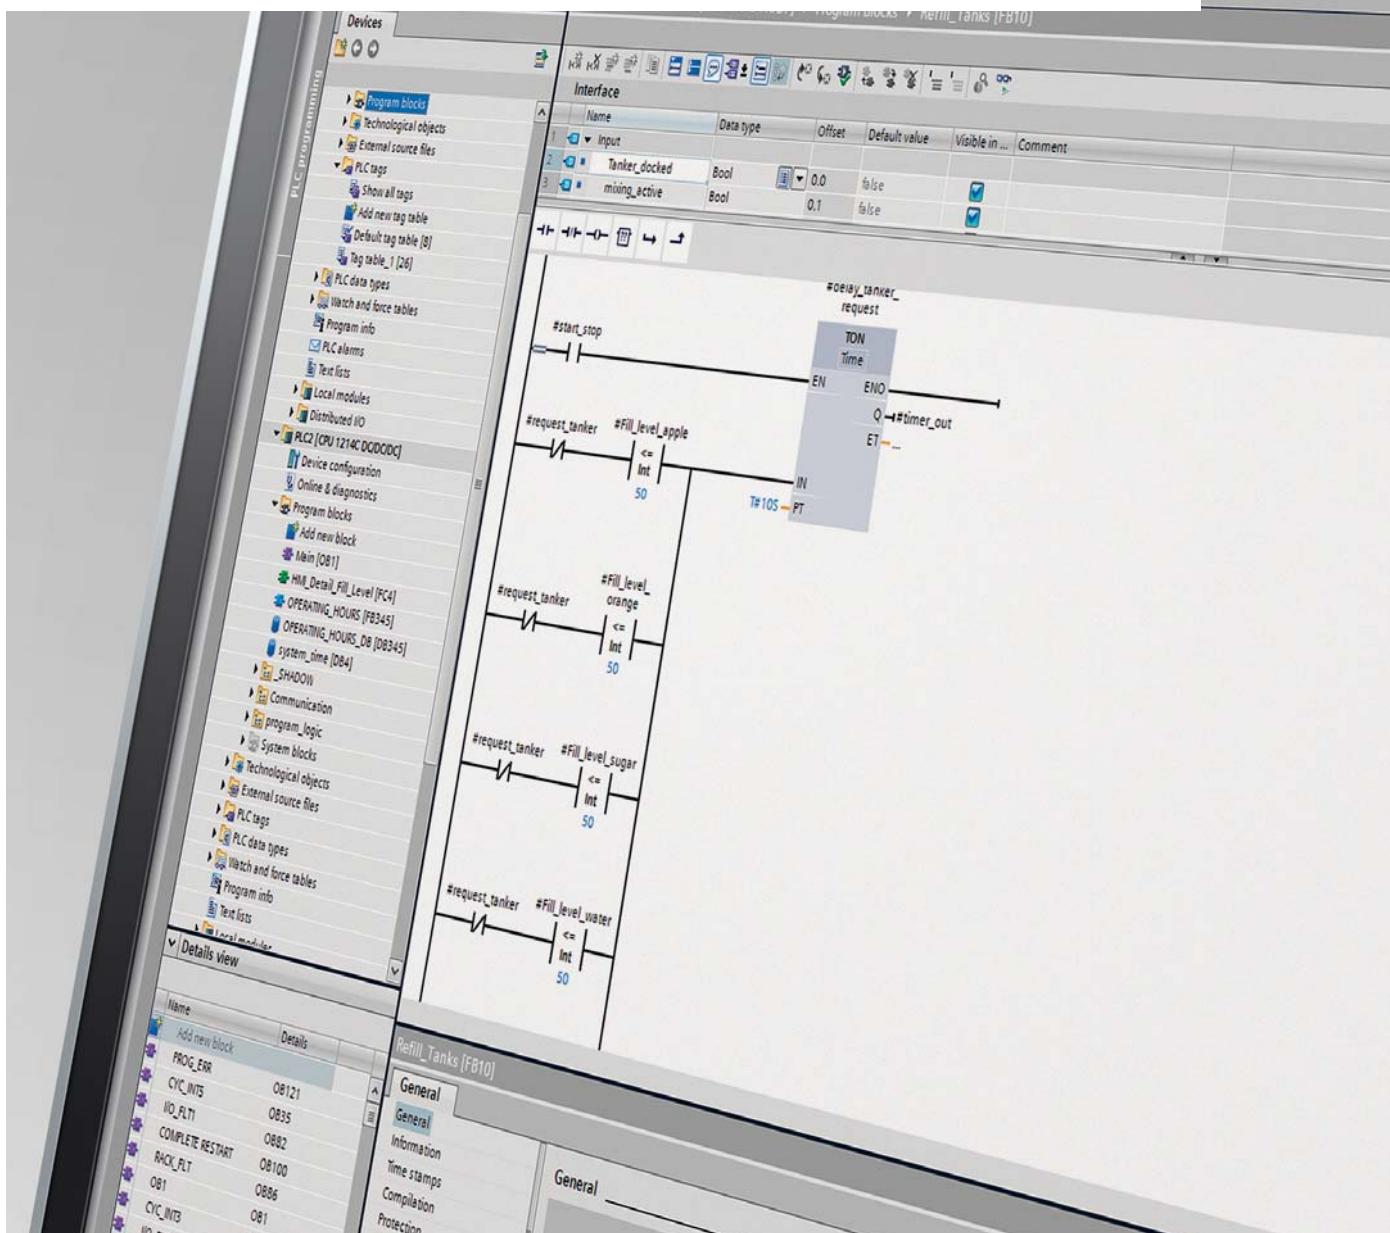 Program blocks Refill_Tanks [FB10]
Devices
PLC programming
Program blocks
Technological objects
External source files
PLC tags
Show all tags
Add new tag table
Default tag table [8]
Tag table_1 [26]
PLC data types
Watch and force tables
Program info
PLC alarms
Text lists
Local modules
Distributed I/O
PLC2 [CPU 1214C DC/DC/DC]
Device configuration
Online & diagnostics
Program blocks
Add new block
Main [OB1]
HMI_Detail_Fill_Level [FC4]
OPERATING_HOURS [FB345]
OPERATING_HOURS_DB [DB345]
system_time [DB4]
_SHADOW
Communication
program_logic
System blocks
Technological objects
External source files
PLC tags
PLC data types
Watch and force tables
Program info
Text lists
Local modules
Details view
Name Details
Add new block
PROG_ERR OB121
CYC_INT5 OB35
I/O_FLT1 OB82
COMPLETE RESTART OB100
RACK_FLT OB86
OB1 OB1
CYC_INT3
Interface
Name Data type Offset Default value Visible in ... Comment
1 Input
2 Tanker_docked Bool 0.0 false
3 mixing_active Bool 0.1 false
#delay_tanker_
request
TON
Time
#start_stop
EN ENO
Q #timer_out
ET ...
#request_tanker #Fill_level_apple
<=
Int
50
IN
T#10S PT
#request_tanker #Fill_level_
orange
<=
Int
50
#request_tanker #Fill_level_sugar
<=
Int
50
#request_tanker #Fill_level_water
<=
Int
50
Refill_Tanks [FB10]
General
General
Information
Time stamps
Compilation
Protection
General